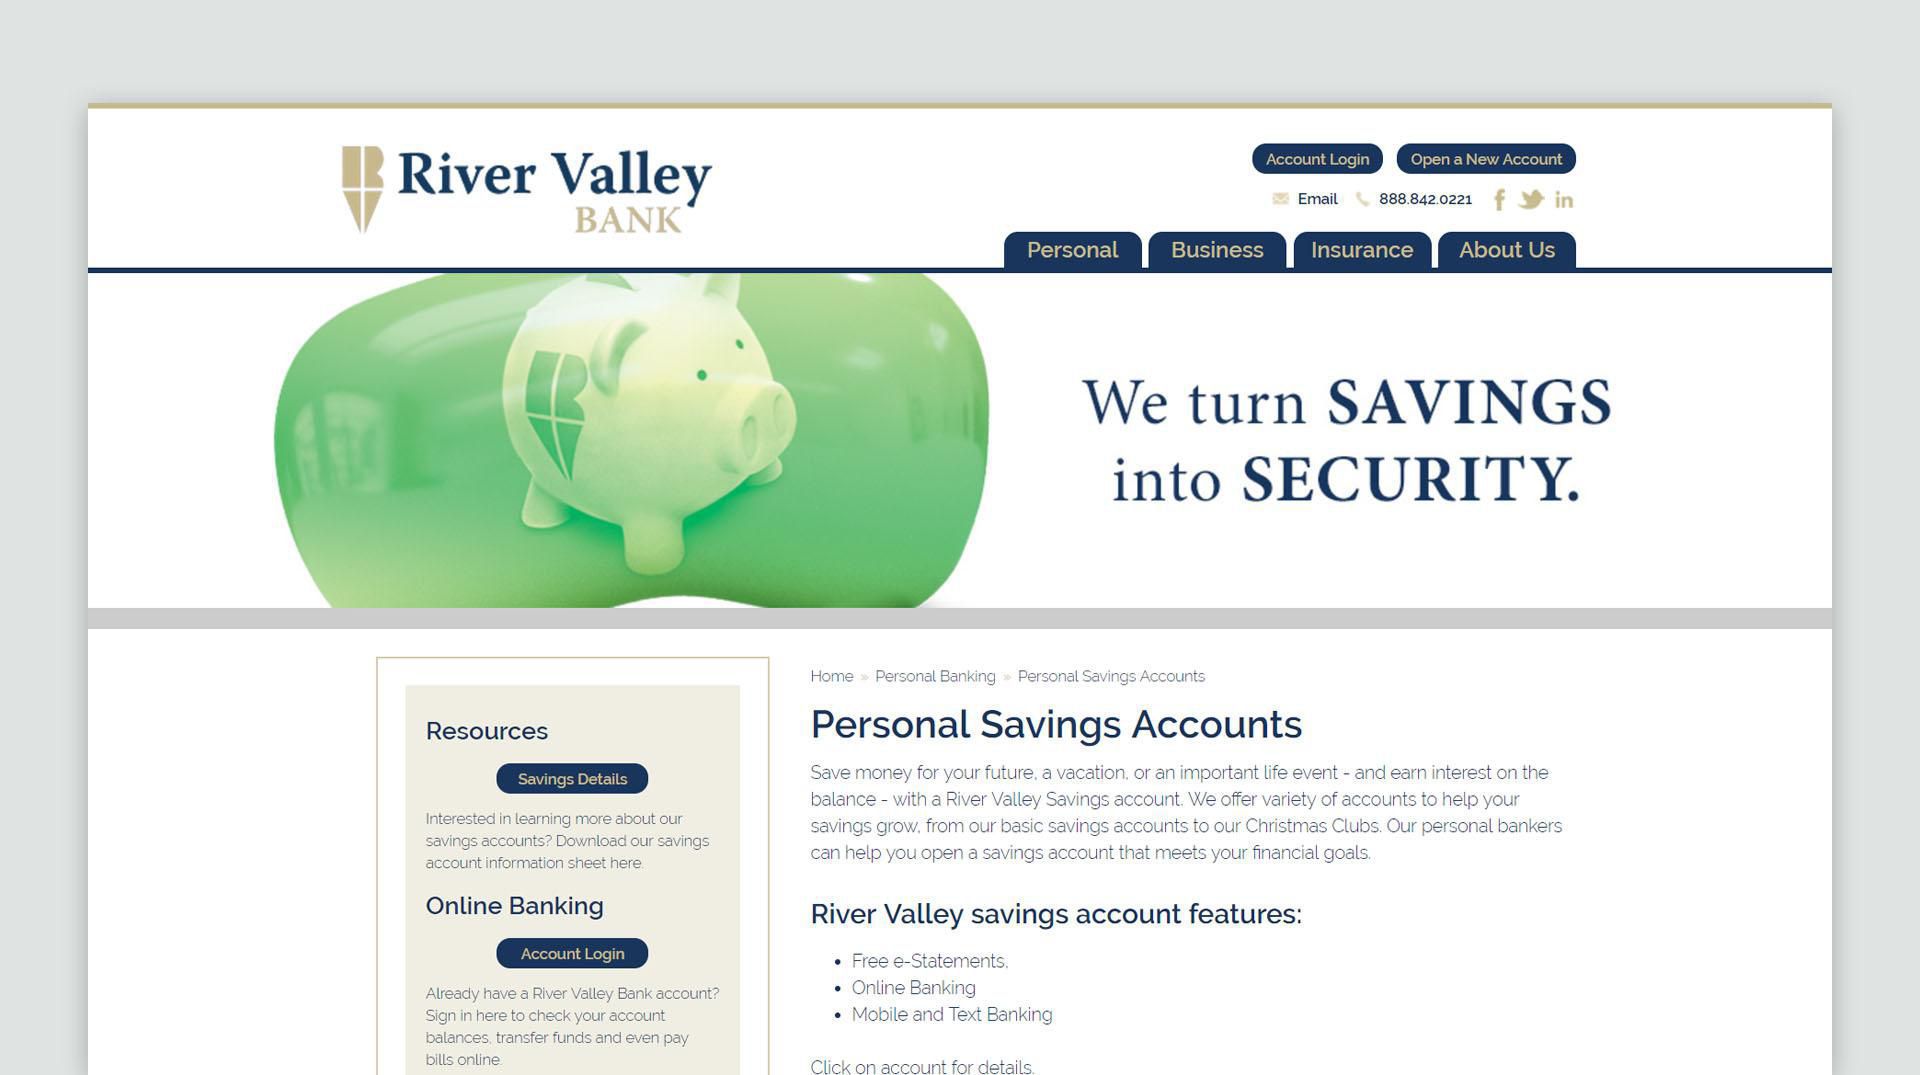 River Valley
BANK
Account Login
Open a New Account
Email
888.842.0221
Personal
Business
Insurance
About Us
We turn SAVINGS
into SECURITY.
Resources
Savings Details
Interested in learning more about our
savings accounts? Download our savings
account information sheet here.
Online Banking
Account Login
Already have a River Valley Bank account?
Sign in here to check your account
balances, transfer funds and even pay
bills online.
Home » Personal Banking » Personal Savings Accounts
Personal Savings Accounts
Save money for your future, a vacation, or an important life event - and earn interest on the
balance - with a River Valley Savings account. We offer variety of accounts to help your
savings grow, from our basic savings accounts to our Christmas Clubs. Our personal bankers
can help you open a savings account that meets your financial goals.
River Valley savings account features:
• Free e-Statements,
• Online Banking
• Mobile and Text Banking
Click on account for details.